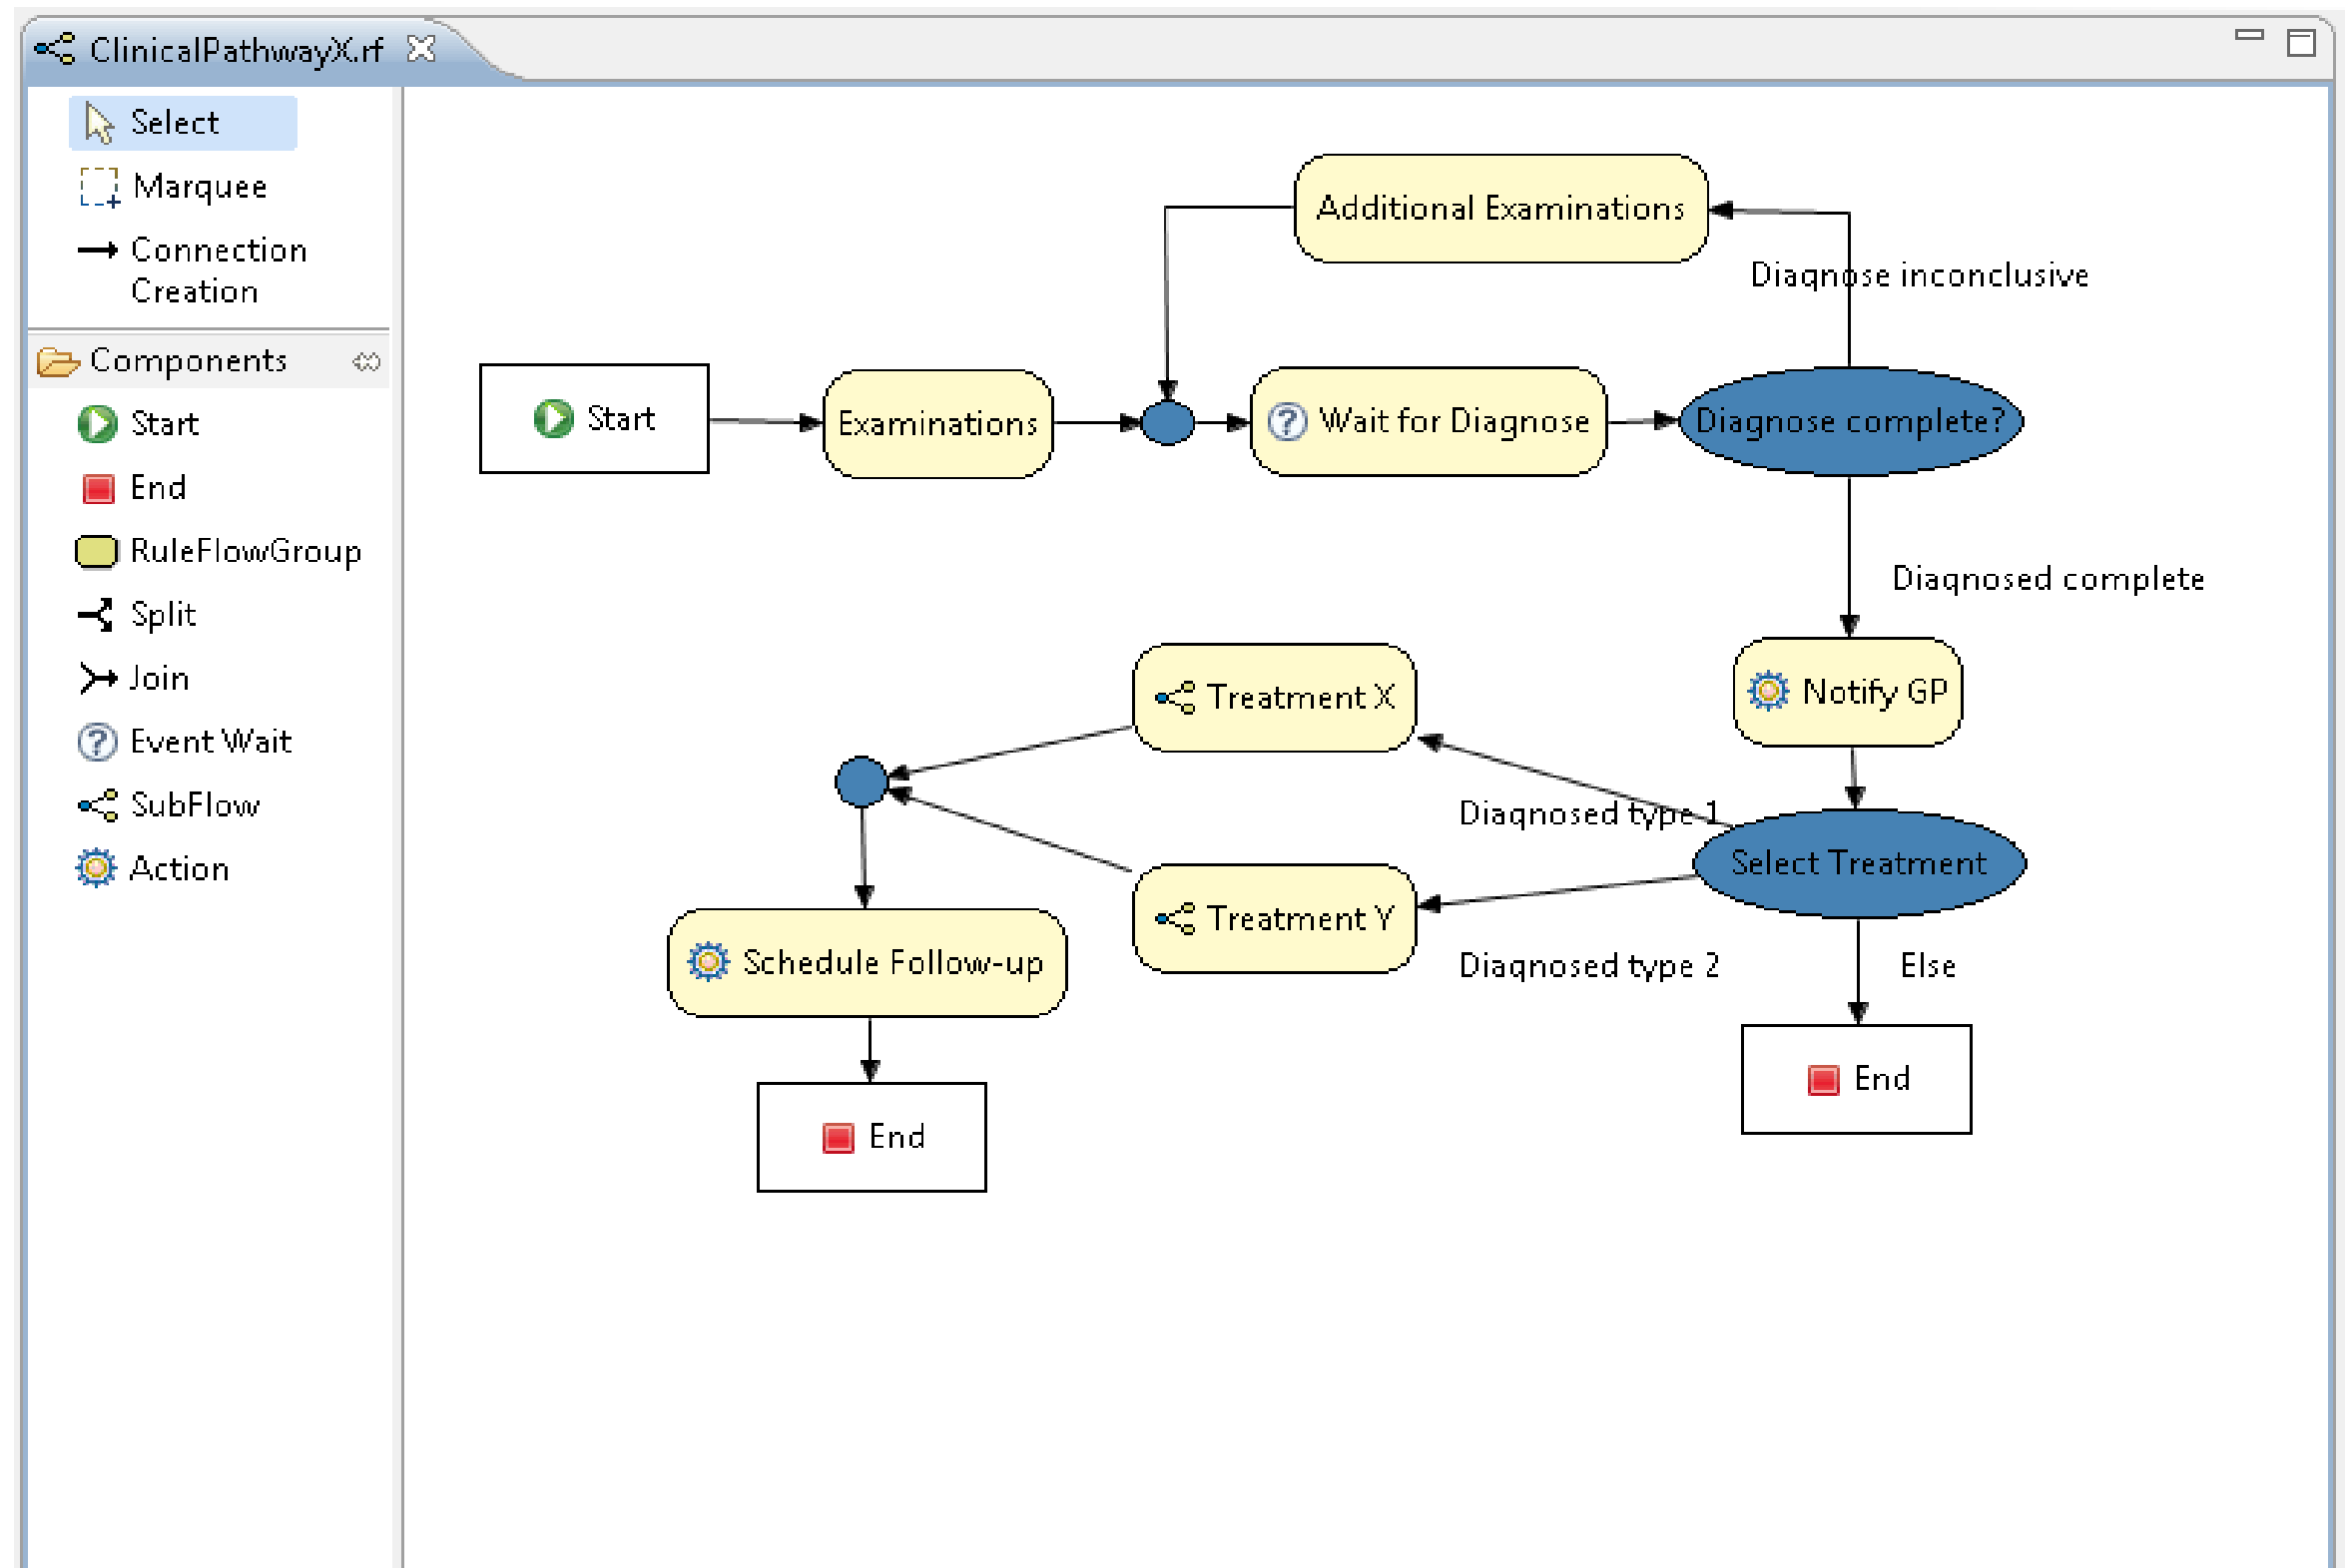 ClinicalPathwayX.rf
Select
Marquee
Connection
Creation
Components
Start
End
RuleFlowGroup
Split
Join
Event Wait
SubFlow
Action
Additional Examinations
Diagnose inconclusive
Start
Examinations
Wait for Diagnose
Diagnose complete?
Diagnosed complete
Treatment X
Notify GP
Diagnosed type 1
Select Treatment
Treatment Y
Schedule Follow-up
Diagnosed type 2
Else
End
End